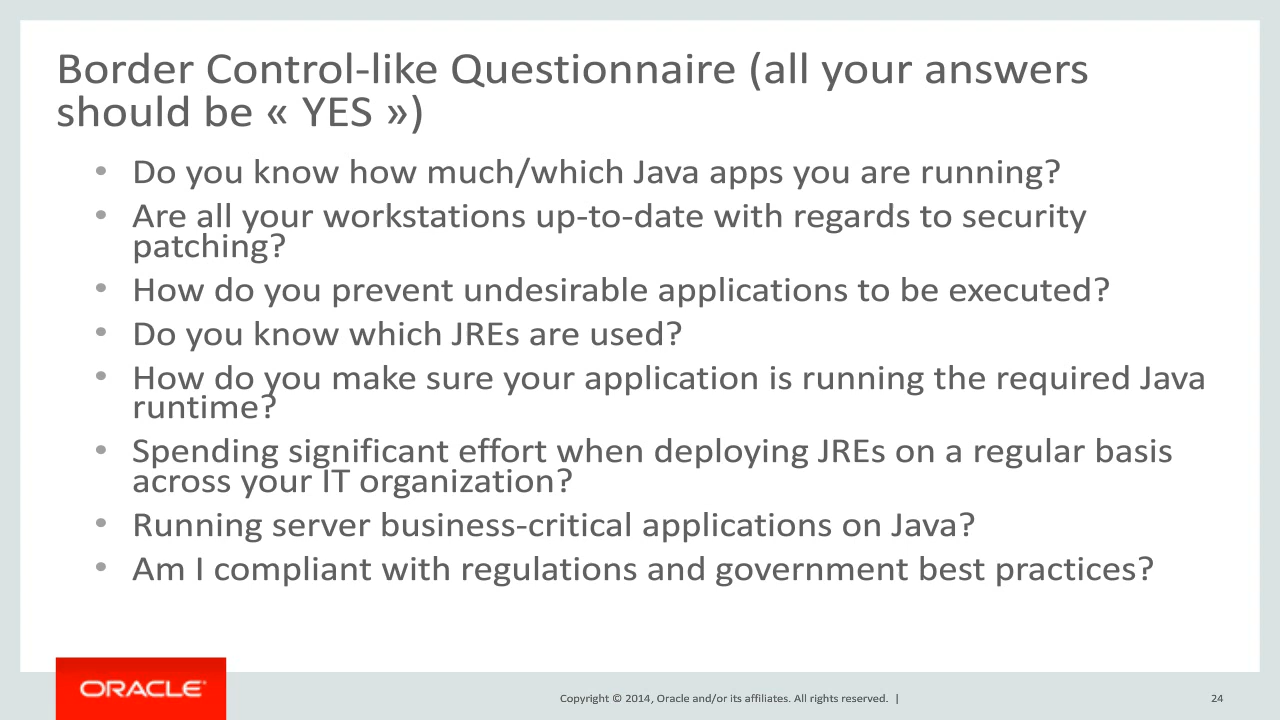 Border Control-like Questionnaire (all your answers
should be « YES »)
• Do you know how much/which Java apps you are running?
• Are all your workstations up-to-date with regards to security
patching?
• How do you prevent undesirable applications to be executed?
• Do you know which JREs are used?
• How do you make sure your application is running the required Java
runtime?
• Spending significant effort when deploying JREs on a regular basis
across your IT organization?
• Running server business-critical applications on Java?
• Am I compliant with regulations and government best practices?
ORACLE®
Copyright © 2014, Oracle and/or its affiliates. All rights reserved. |
24